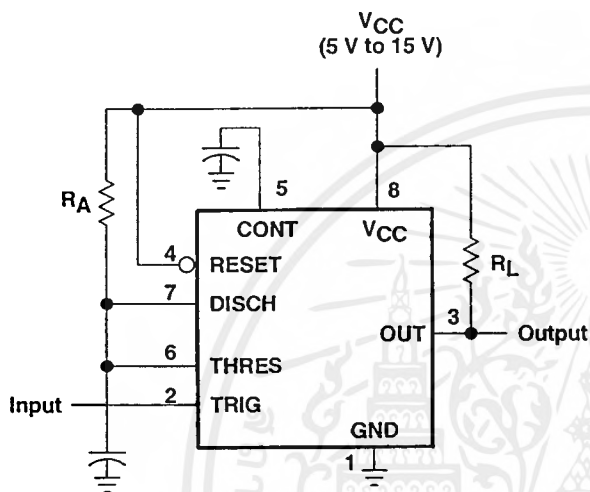 VCC
(5 V to 15 V)
RA
5
8
CONT
VCC
4
RESET
RL
7
DISCH
OUT
3
Output
6
THRES
Input
2
TRIG
GND
1